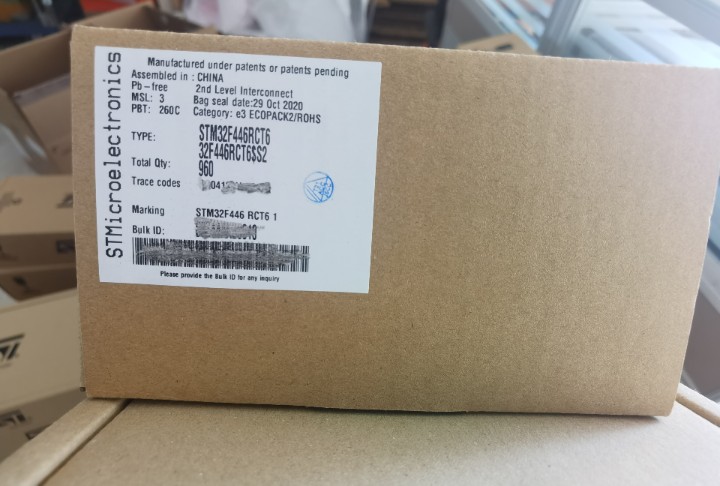 STMicroelectronics
Manufactured under patents or patents pending
Assembled in : CHINA
Pb-free 2nd Level Interconnect
MSL: 3 Bag seal date:29 Oct 2020
PBT: 260C Category: e3 ECOPACK2/ROHS
TYPE: STM32F446RCT6
32F446RCT6$S2
Total Qty: 960
Trace codes
Marking STM32F446 RCT6 1
Bulk ID:
Please provide the Bulk ID for any inquiry